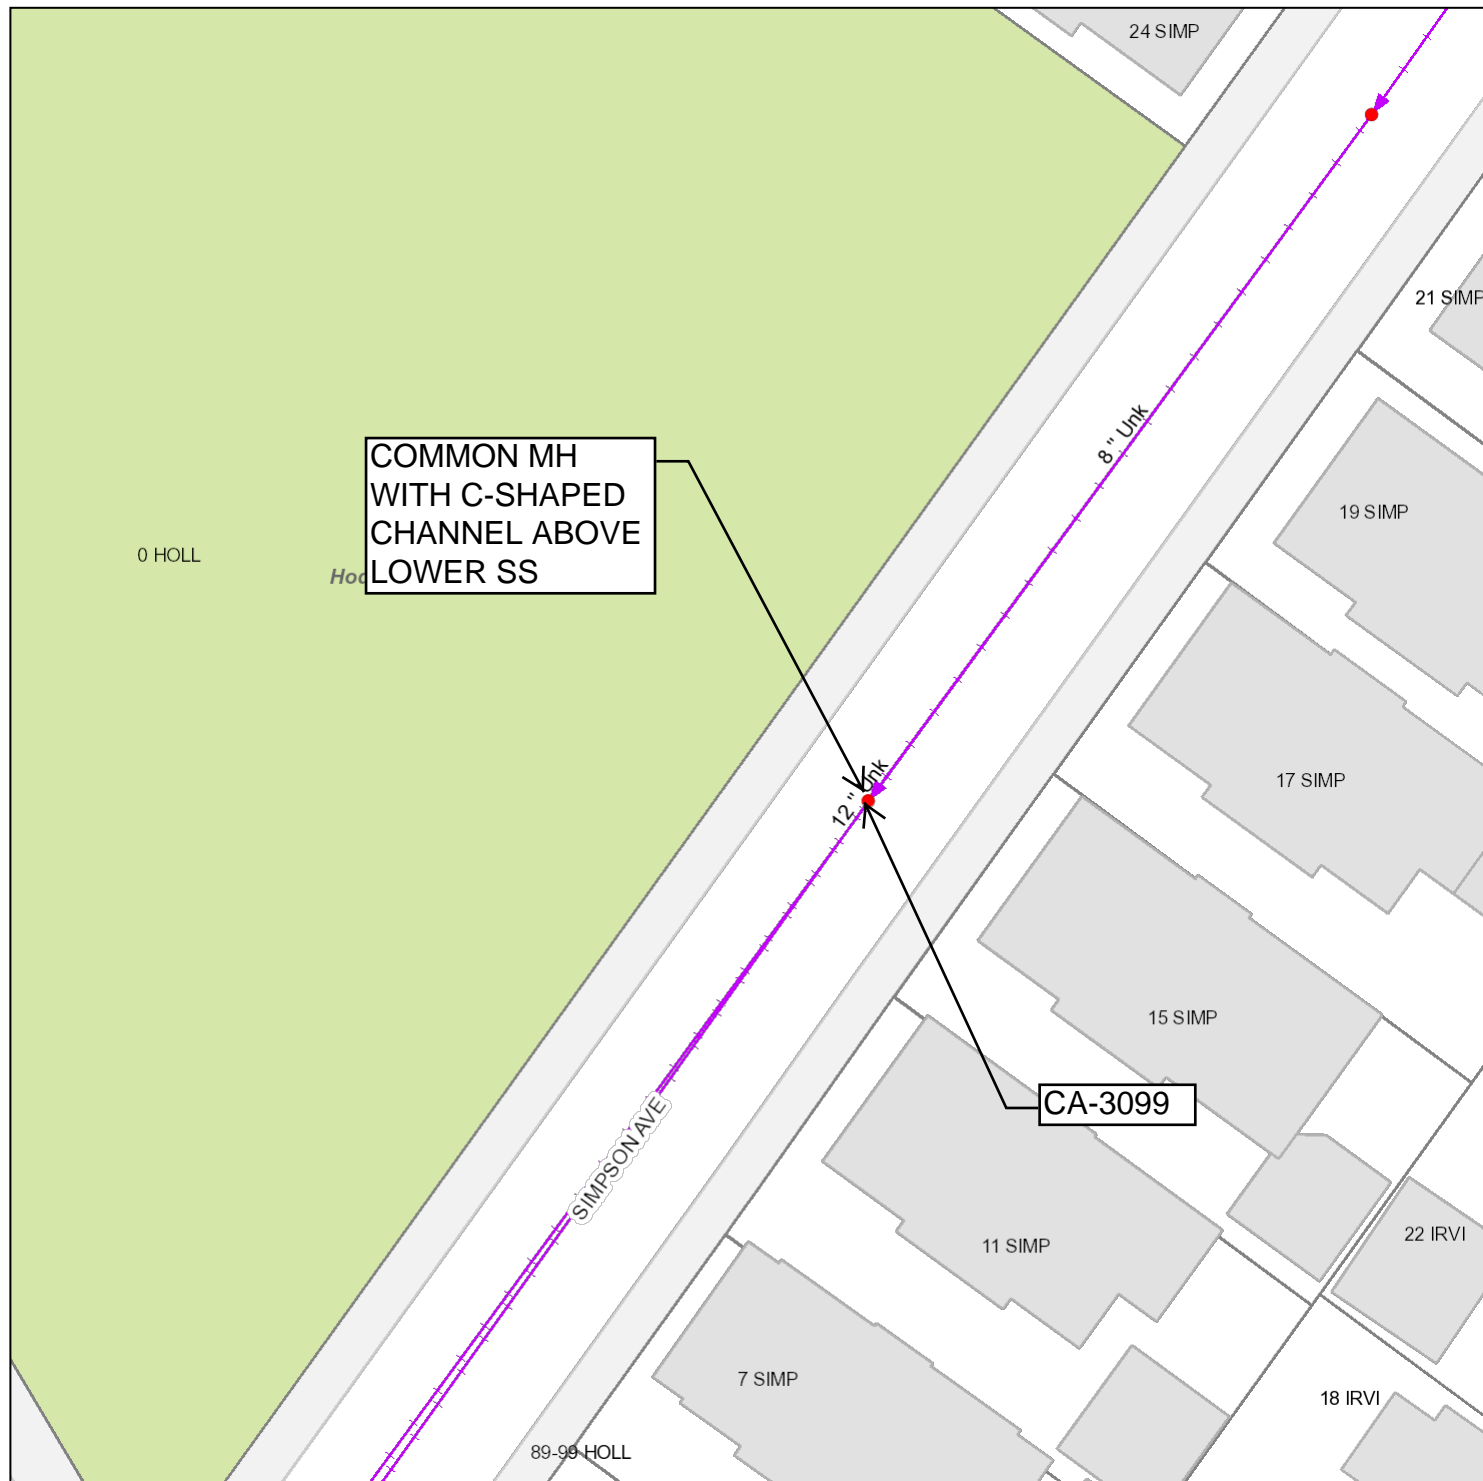 24 SIMP
21 SIMP
8 " Unk
COMMON MH
WITH C-SHAPED
CHANNEL ABOVE
LOWER SS
19 SIMP
0 HOLL
17 SIMP
12 " Unk
15 SIMP
CA-3099
SIMPSON AVE
11 SIMP
22 IRVI
7 SIMP
18 IRVI
89-99 HOLL